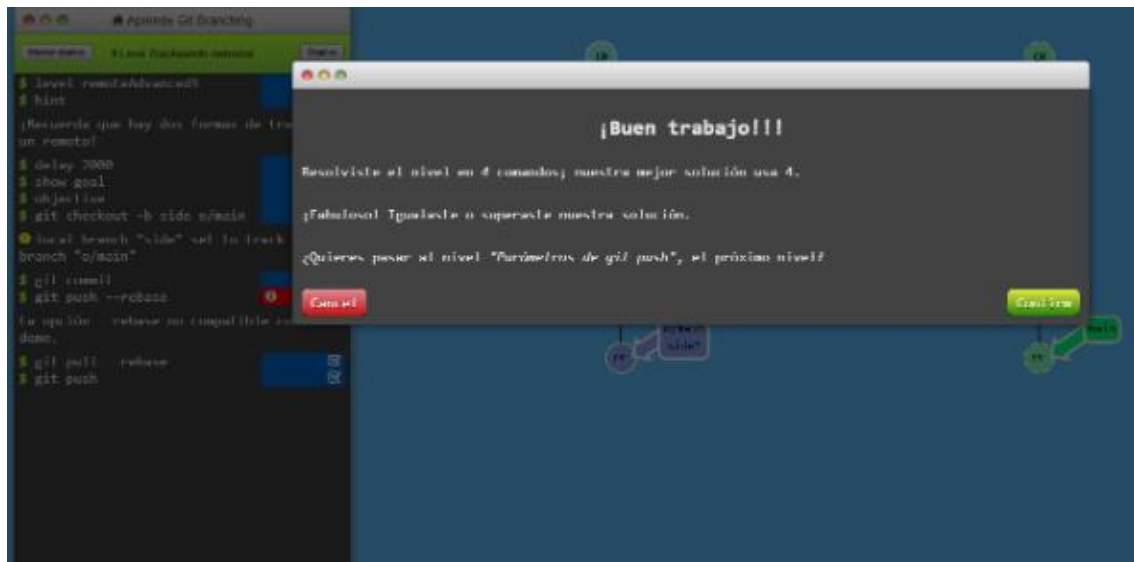 Aprende Git Branching
$ level remoteAdvanced3
$ hint
¡Recuerda que hay dos formas de
un remoto!
$ delay 2000
$ show goal
$ objective
$ git checkout -b side o/main
local branch "side" set to track
branch "o/main"
$ git commit
$ git push --rebase
La opción rebase no compatible
demo.
$ git pull rebase
$ git push
¡Buen trabajo!!!
Resolviste el nivel en 4 comandos; nuestra mejor solución usa 4.
¡Fabuloso! Igualaste o superaste nuestra solución.
¿Quieres pasar al nivel "Parámetros de git push", el próximo nivel?
Cancel
Confirm
side*
main